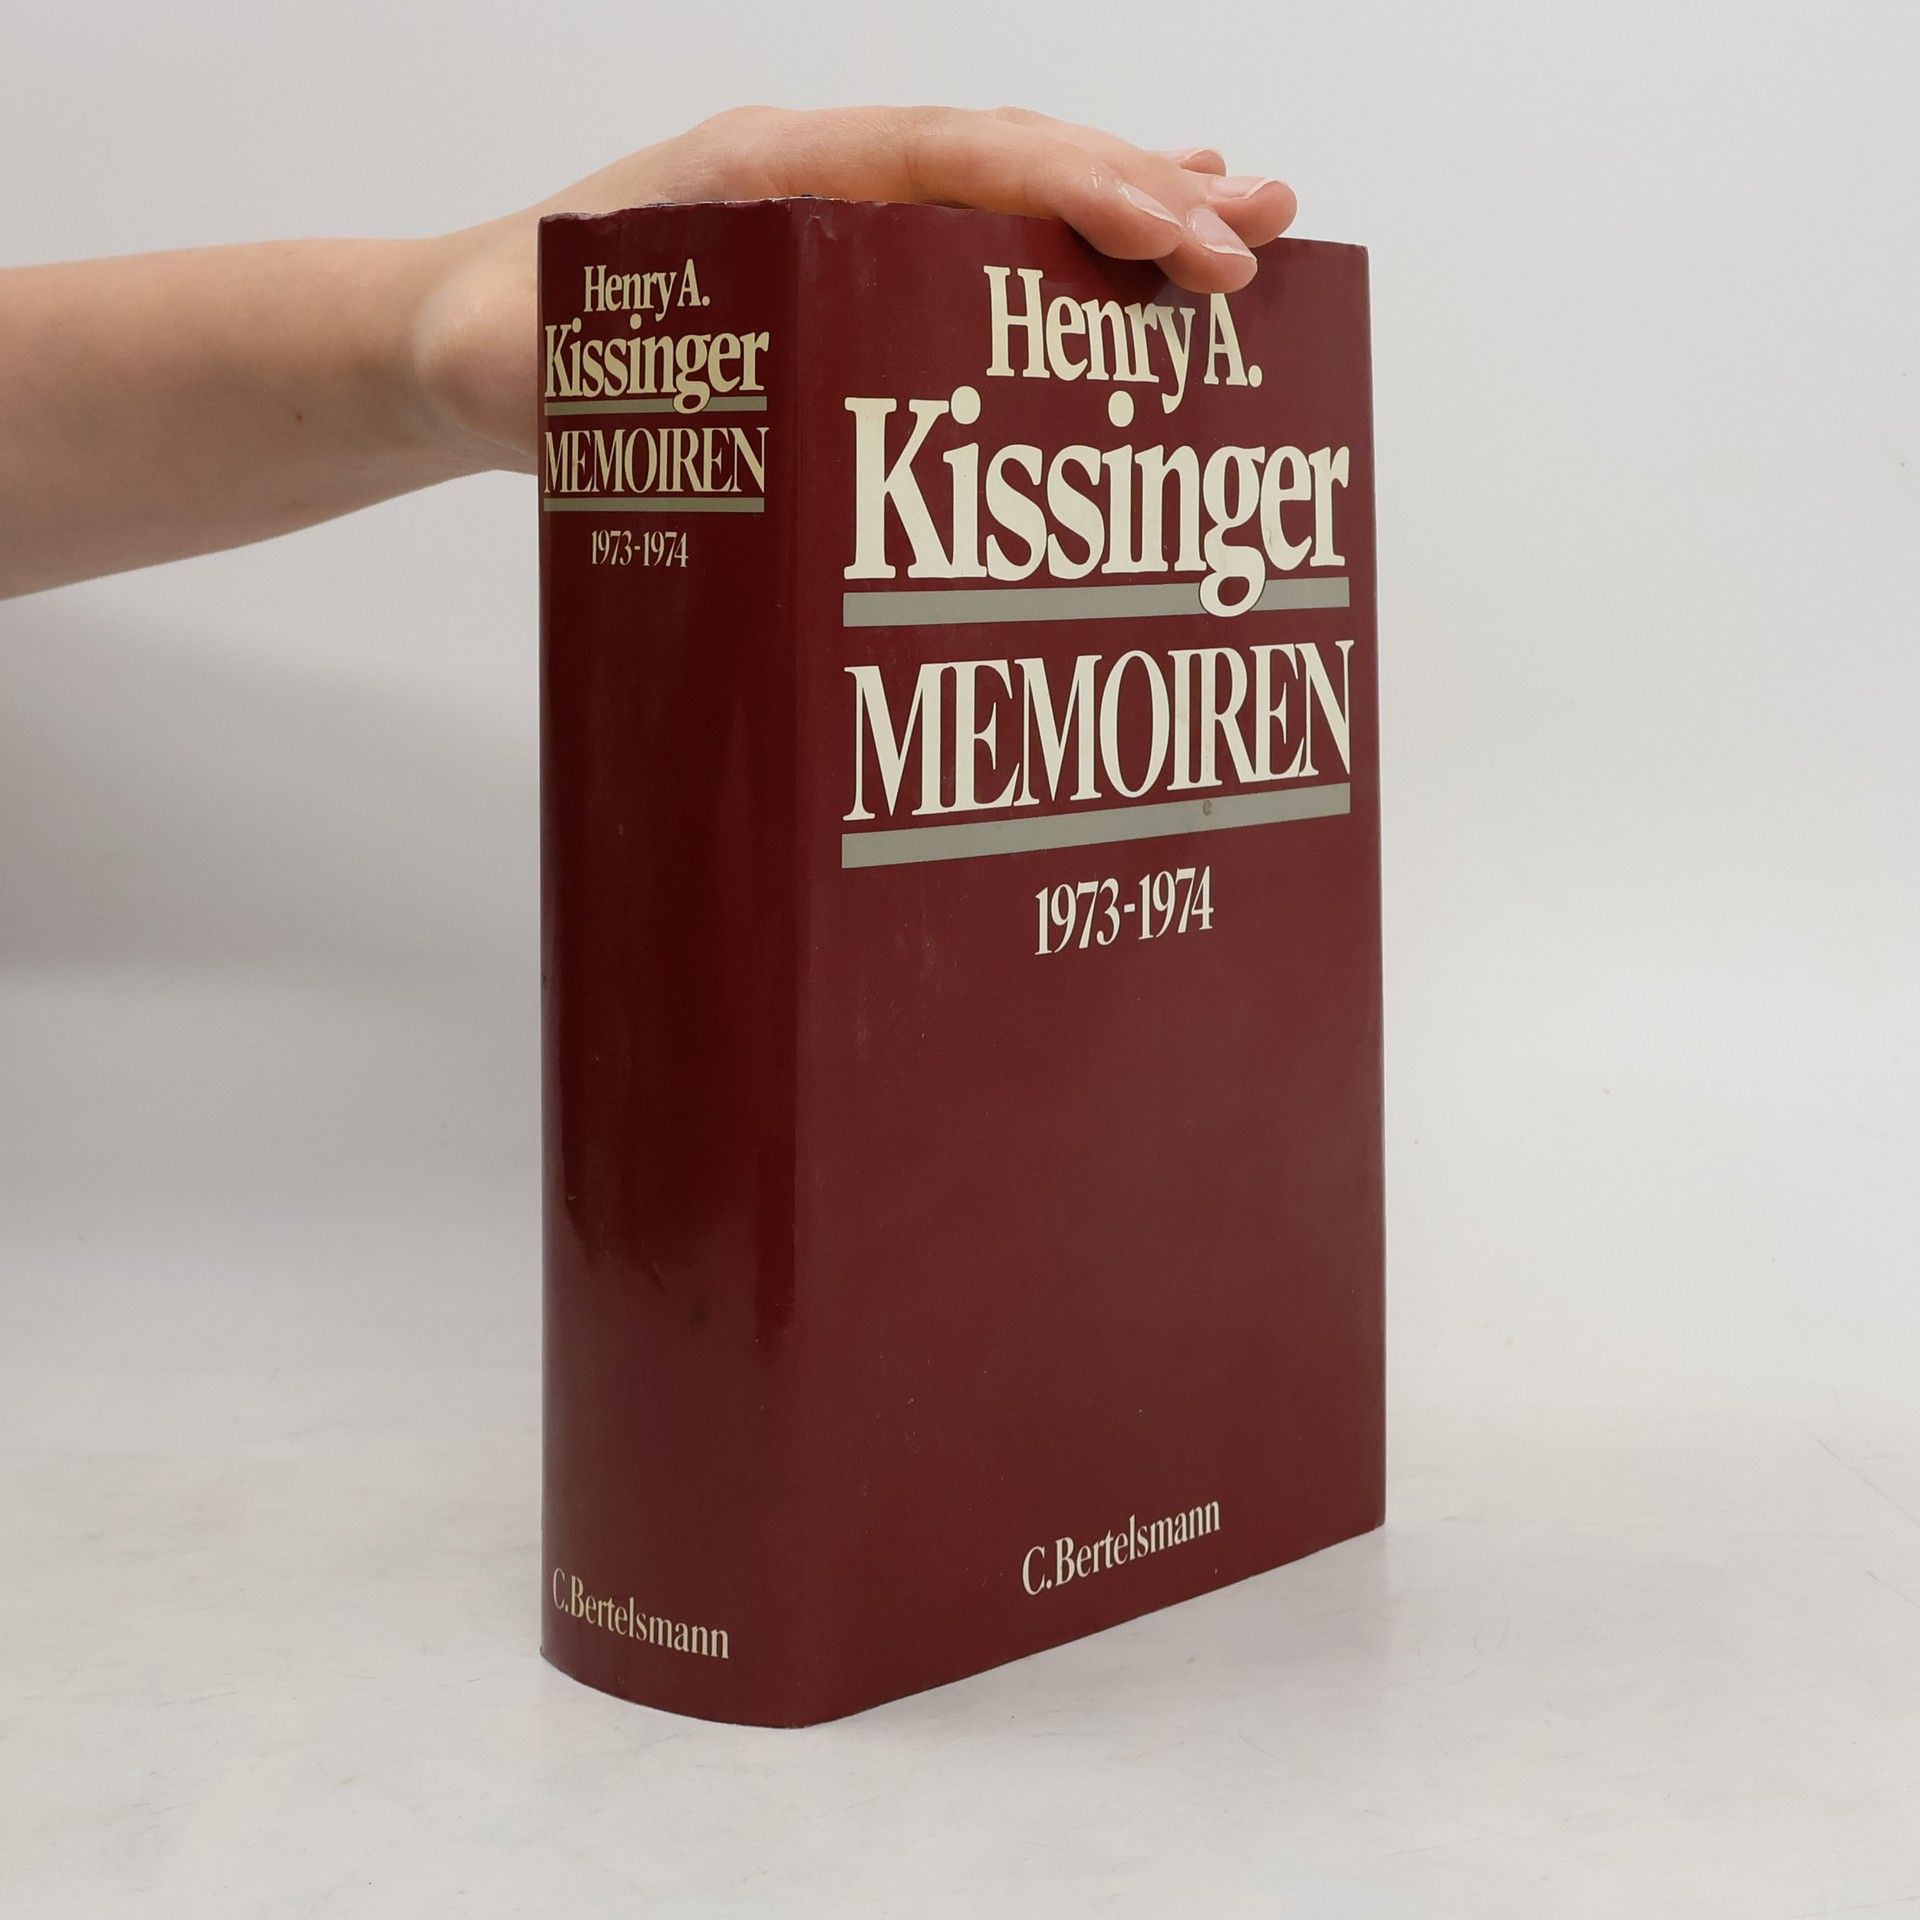 Henry A.
Kissinger
MEMOIREN
1973-1974
C.Bertelsmann
Henry A.
Kissinger
MEMOIREN
1973-1974
C.Bertelsmann